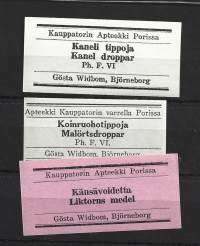 Kauppatorin Apteekki Porissa
Kaneli tippoja
Kanel droppar
Ph. F. VI
Gösta Widbom, Björneborg
Apteekki Kauppatorin varrella Porissa
Koiruohotippoja
Malörtsdroppar
Ph. F. VI.
Gösta Widbom, Björneborg
Kauppatorin Apteekki Porissa
Känsävoidetta
Liktorns medel
Gösta Widbom, Björneborg